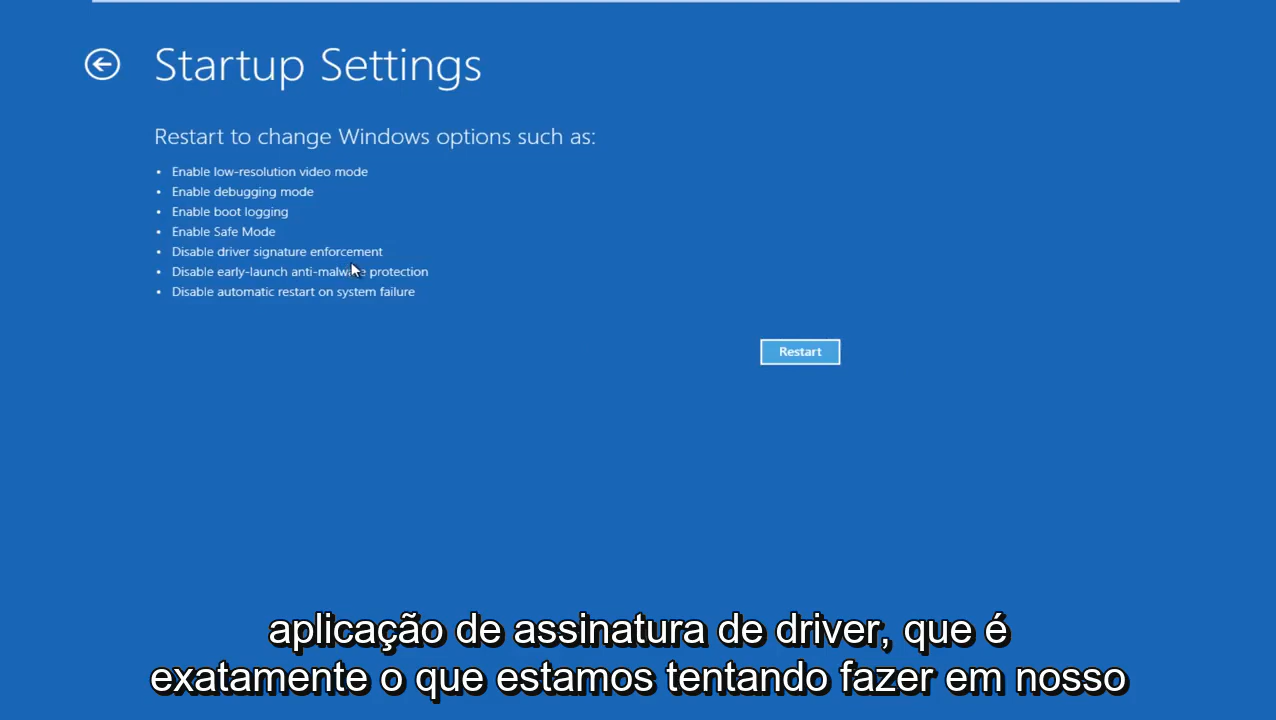 Startup Settings
Restart to change Windows options such as:
• Enable low-resolution video mode
• Enable debugging mode
• Enable boot logging
• Enable Safe Mode
• Disable driver signature enforcement
• Disable early-launch anti-malware protection
• Disable automatic restart on system failure
Restart
aplicação de assinatura de driver, que é
exatamente o que estamos tentando fazer em nosso